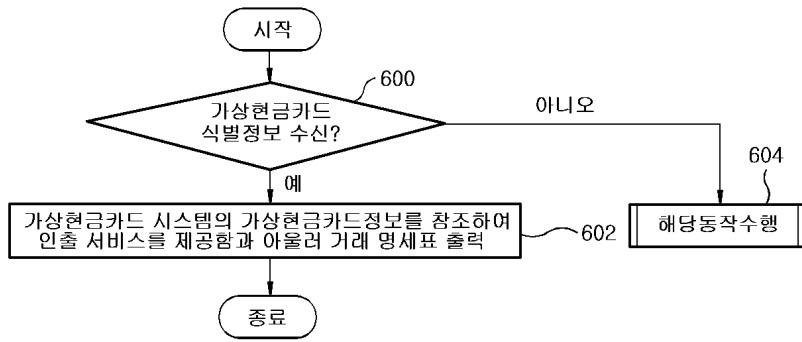 시작
600
가상현금카드
식별정보 수신?
아니오
예
604
가상현금카드 시스템의 가상현금카드정보를 참조하여
인출 서비스를 제공함과 아울러 거래 명세표 출력
602
해당동작수행
종료